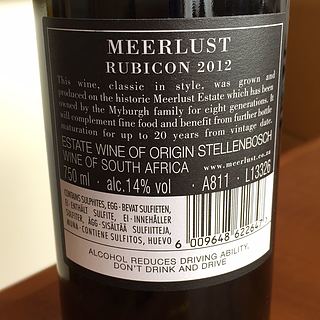 MEERLUST
RUBICON 2012
This wine, classic in style, was grown and
produced on the historic Meerlust Estate which has been
owned by the Myburgh family for eight generations. It
will complement fine food and benefit from further bottle
maturation for up to 20 years from vintage date.
ESTATE WINE OF ORIGIN STELLENBOSCH
WINE OF SOUTH AFRICA www.meerlust.co.za
750 ml · alc.14% vol · A811 · L13326
CONTAINS SULPHITES, EGG · BEVAT SULFIETEN,
EI · ENTHÄLT SULFITE, EI · INNEHÅLLER
SULFITER, ÄGG · SISÄLTÄÄ SULFIITTEJA,
MUNA · CONTIENE SULFITOS, HUEVO
6 009648 62264
ALCOHOL REDUCES DRIVING ABILITY,
DON'T DRINK AND DRIVE